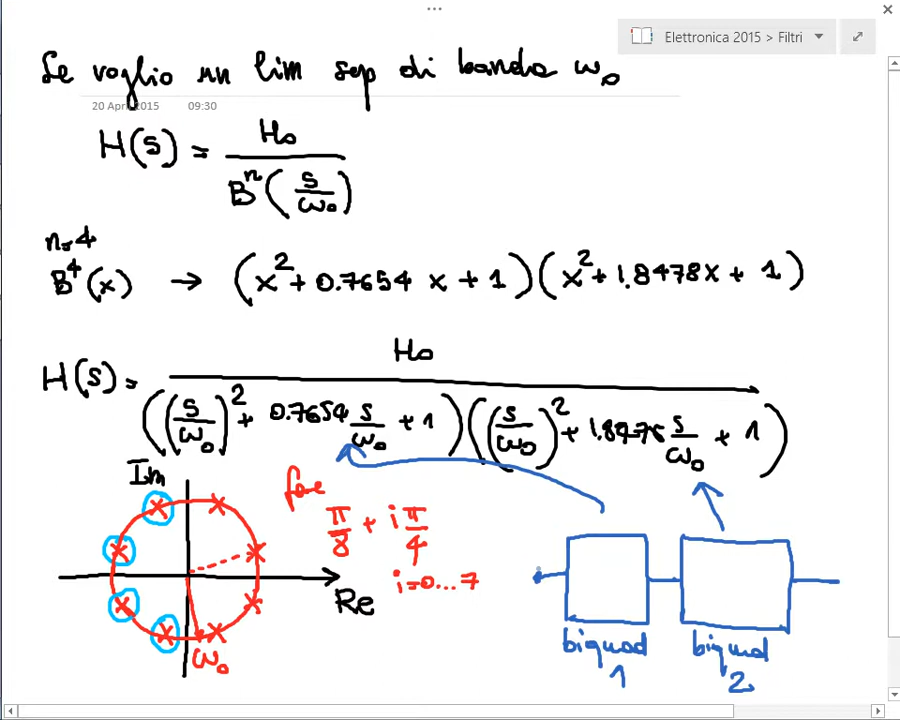 Elettronica 2015 > Filtri
Se voglio un lim sup di banda ω₀
20 April 2015 09:30
H(s) = H₀ / Bⁿ(s/ω₀)
n=4
B⁴(x) → (x² + 0.7654 x + 1)(x² + 1.8478x + 1)
H(s) = H₀ / (((s/ω₀)² + 0.7654 s/ω₀ + 1)((s/ω₀)² + 1.8478 s/ω₀ + 1))
Im
fase
π/8 + i π/4
i=0...7
Re
ω₀
biquad
1
biquad
2